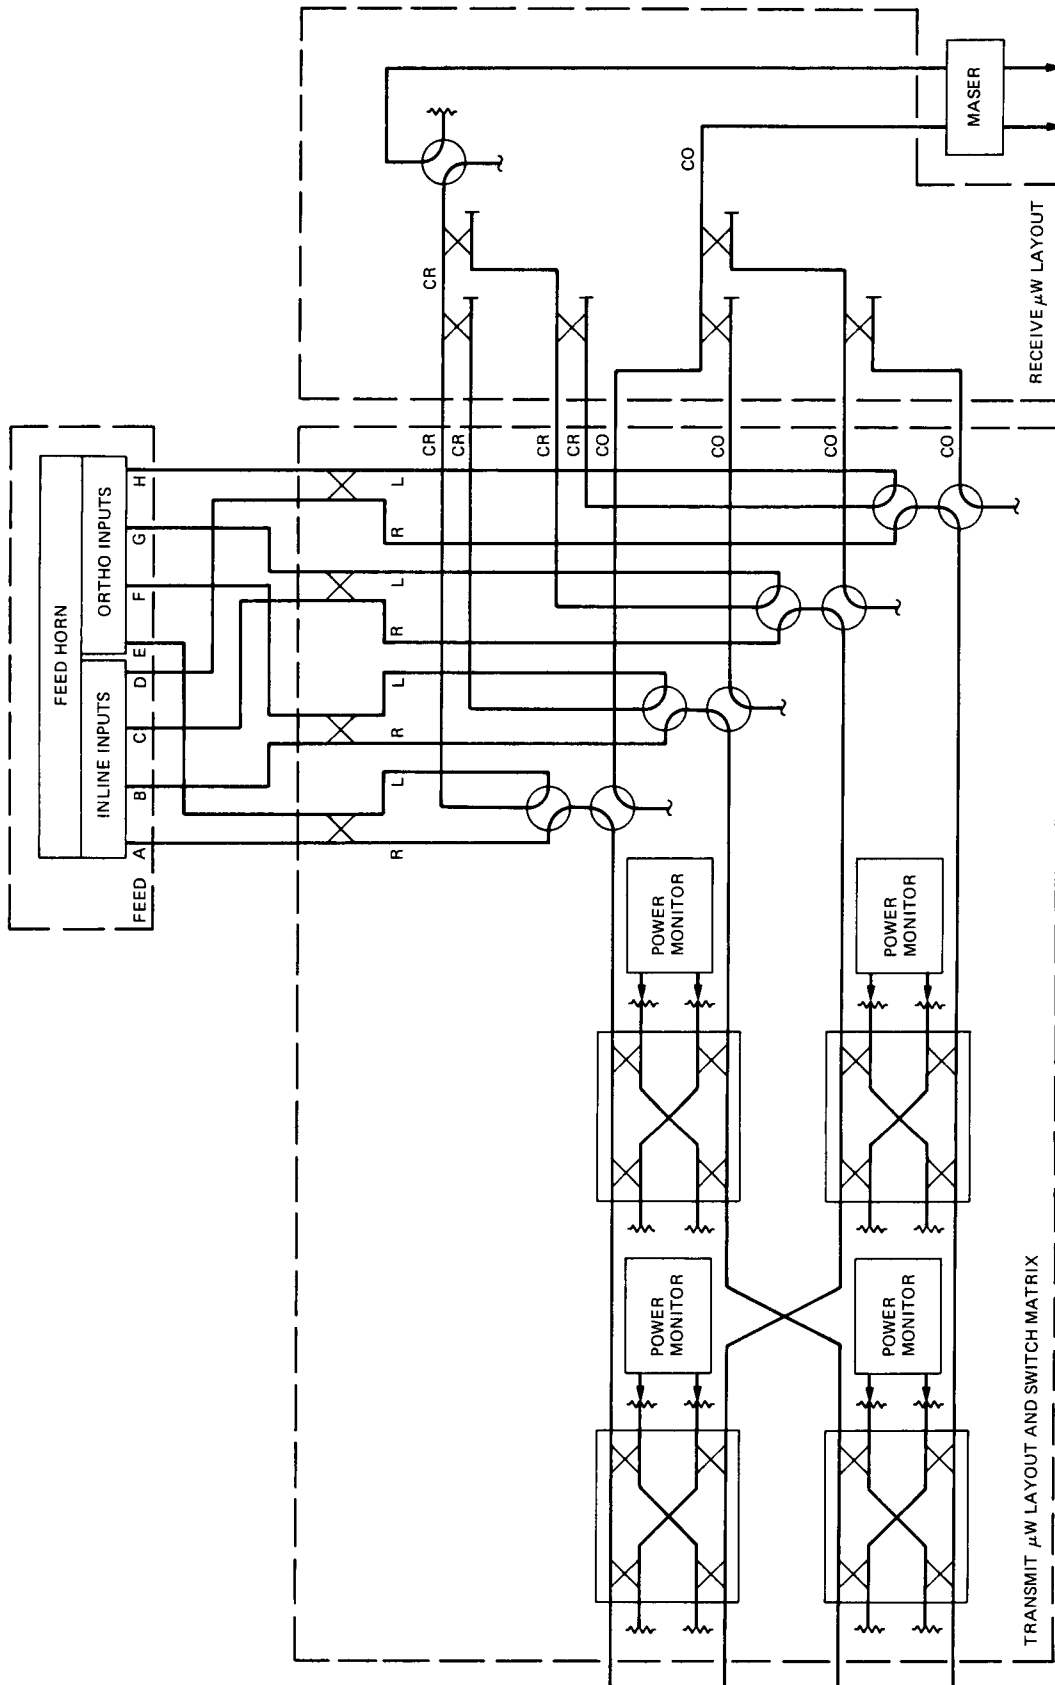 FEED HORN
INLINE INPUTS
ORTHO INPUTS
FEED
A
B
C
D
E
F
G
H
R
L
R
L
R
L
R
L
CR
CR
CR
CR
CO
CO
CO
CO
CR
CO
MASER
RECEIVE μW LAYOUT
POWER
MONITOR
POWER
MONITOR
POWER
MONITOR
POWER
MONITOR
TRANSMIT μW LAYOUT AND SWITCH MATRIX